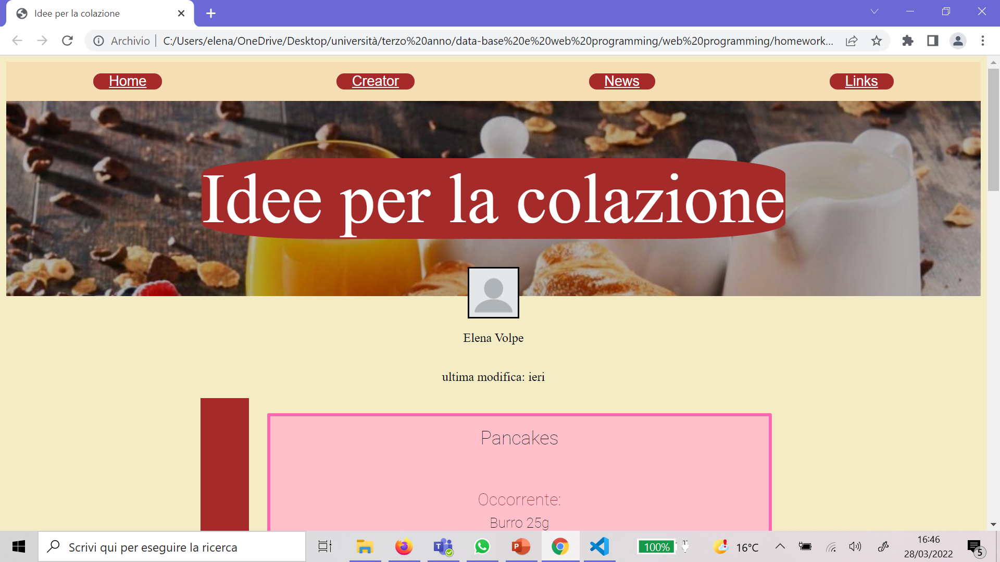 Idee per la colazione
Archivio
C:/Users/elena/OneDrive/Desktop/università/terzo%20anno/data-base%20e%20web%20programming/web%20programming/homework...
Home
Creator
News
Links
Idee per la colazione
Elena Volpe
ultima modifica: ieri
Pancakes
Occorrente:
Burro 25g
Scrivi qui per eseguire la ricerca
100%
16°C
16:46
28/03/2022
5